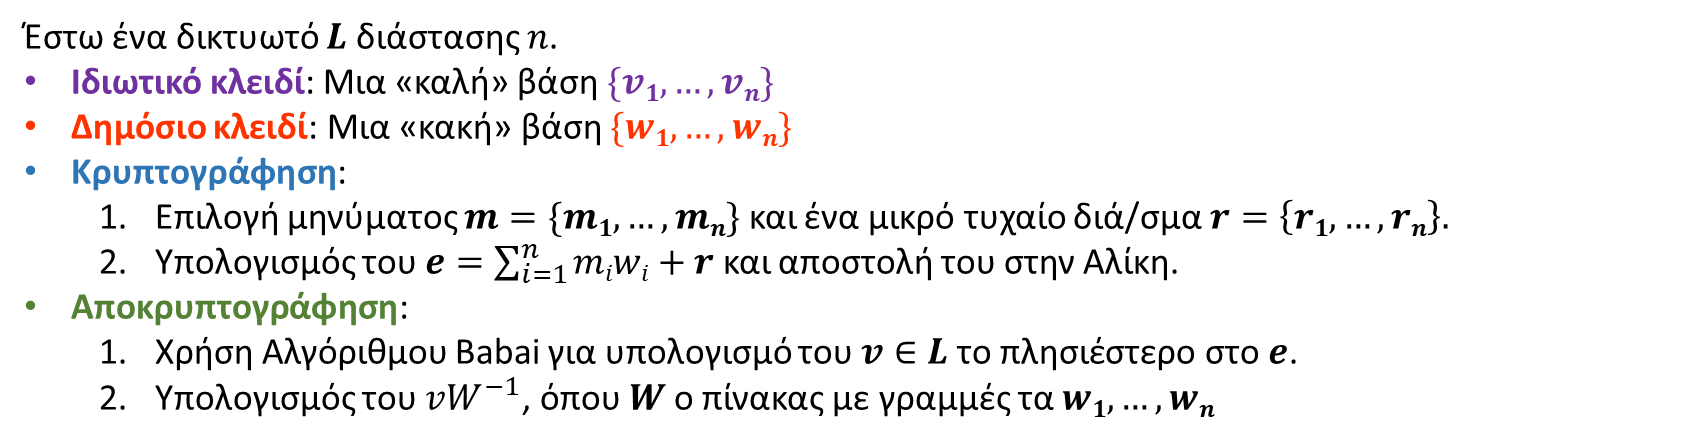 Έστω ένα δικτυωτό L διάστασης n.
• Ιδιωτικό κλειδί: Μια «καλή» βάση {v₁, … , vₙ}
• Δημόσιο κλειδί: Μια «κακή» βάση {w₁, … , wₙ}
• Κρυπτογράφηση:
1. Επιλογή μηνύματος m = {m₁, … , mₙ} και ένα μικρό τυχαίο διά/σμα r = {r₁, … , rₙ}.
2. Υπολογισμός του e = ∑ⁿᵢ₌₁ mᵢwᵢ + r και αποστολή του στην Αλίκη.
• Αποκρυπτογράφηση:
1. Χρήση Αλγόριθμου Babai για υπολογισμό του v ∈ L το πλησιέστερο στο e.
2. Υπολογισμός του vW⁻¹, όπου W ο πίνακας με γραμμές τα w₁, … , wₙ